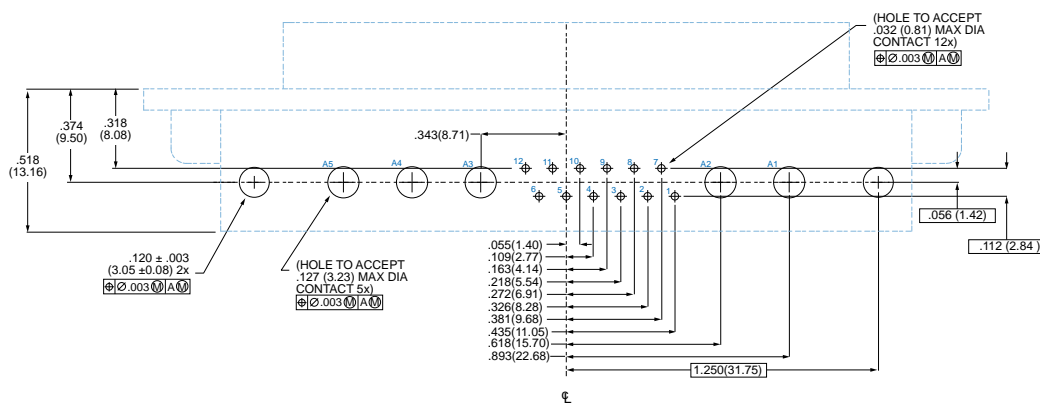 (HOLE TO ACCEPT
.032 (0.81) MAX DIA
CONTACT 12x)
⌖ Ø.003 Ⓜ A Ⓜ
.518
(13.16)
.374
(9.50)
.318
(8.08)
.343(8.71)
A5
A4
A3
12
11
10
9
8
7
A2
A1
6
5
4
3
2
1
.056 (1.42)
.112 (2.84)
.120 ± .003
(3.05 ±0.08) 2x
⌖ Ø.003 Ⓜ A Ⓜ
(HOLE TO ACCEPT
.127 (3.23) MAX DIA
CONTACT 5x)
⌖ Ø.003 Ⓜ A Ⓜ
.055(1.40)
.109(2.77)
.163(4.14)
.218(5.54)
.272(6.91)
.326(8.28)
.381(9.68)
.435(11.05)
.618(15.70)
.893(22.68)
1.250(31.75)
℄